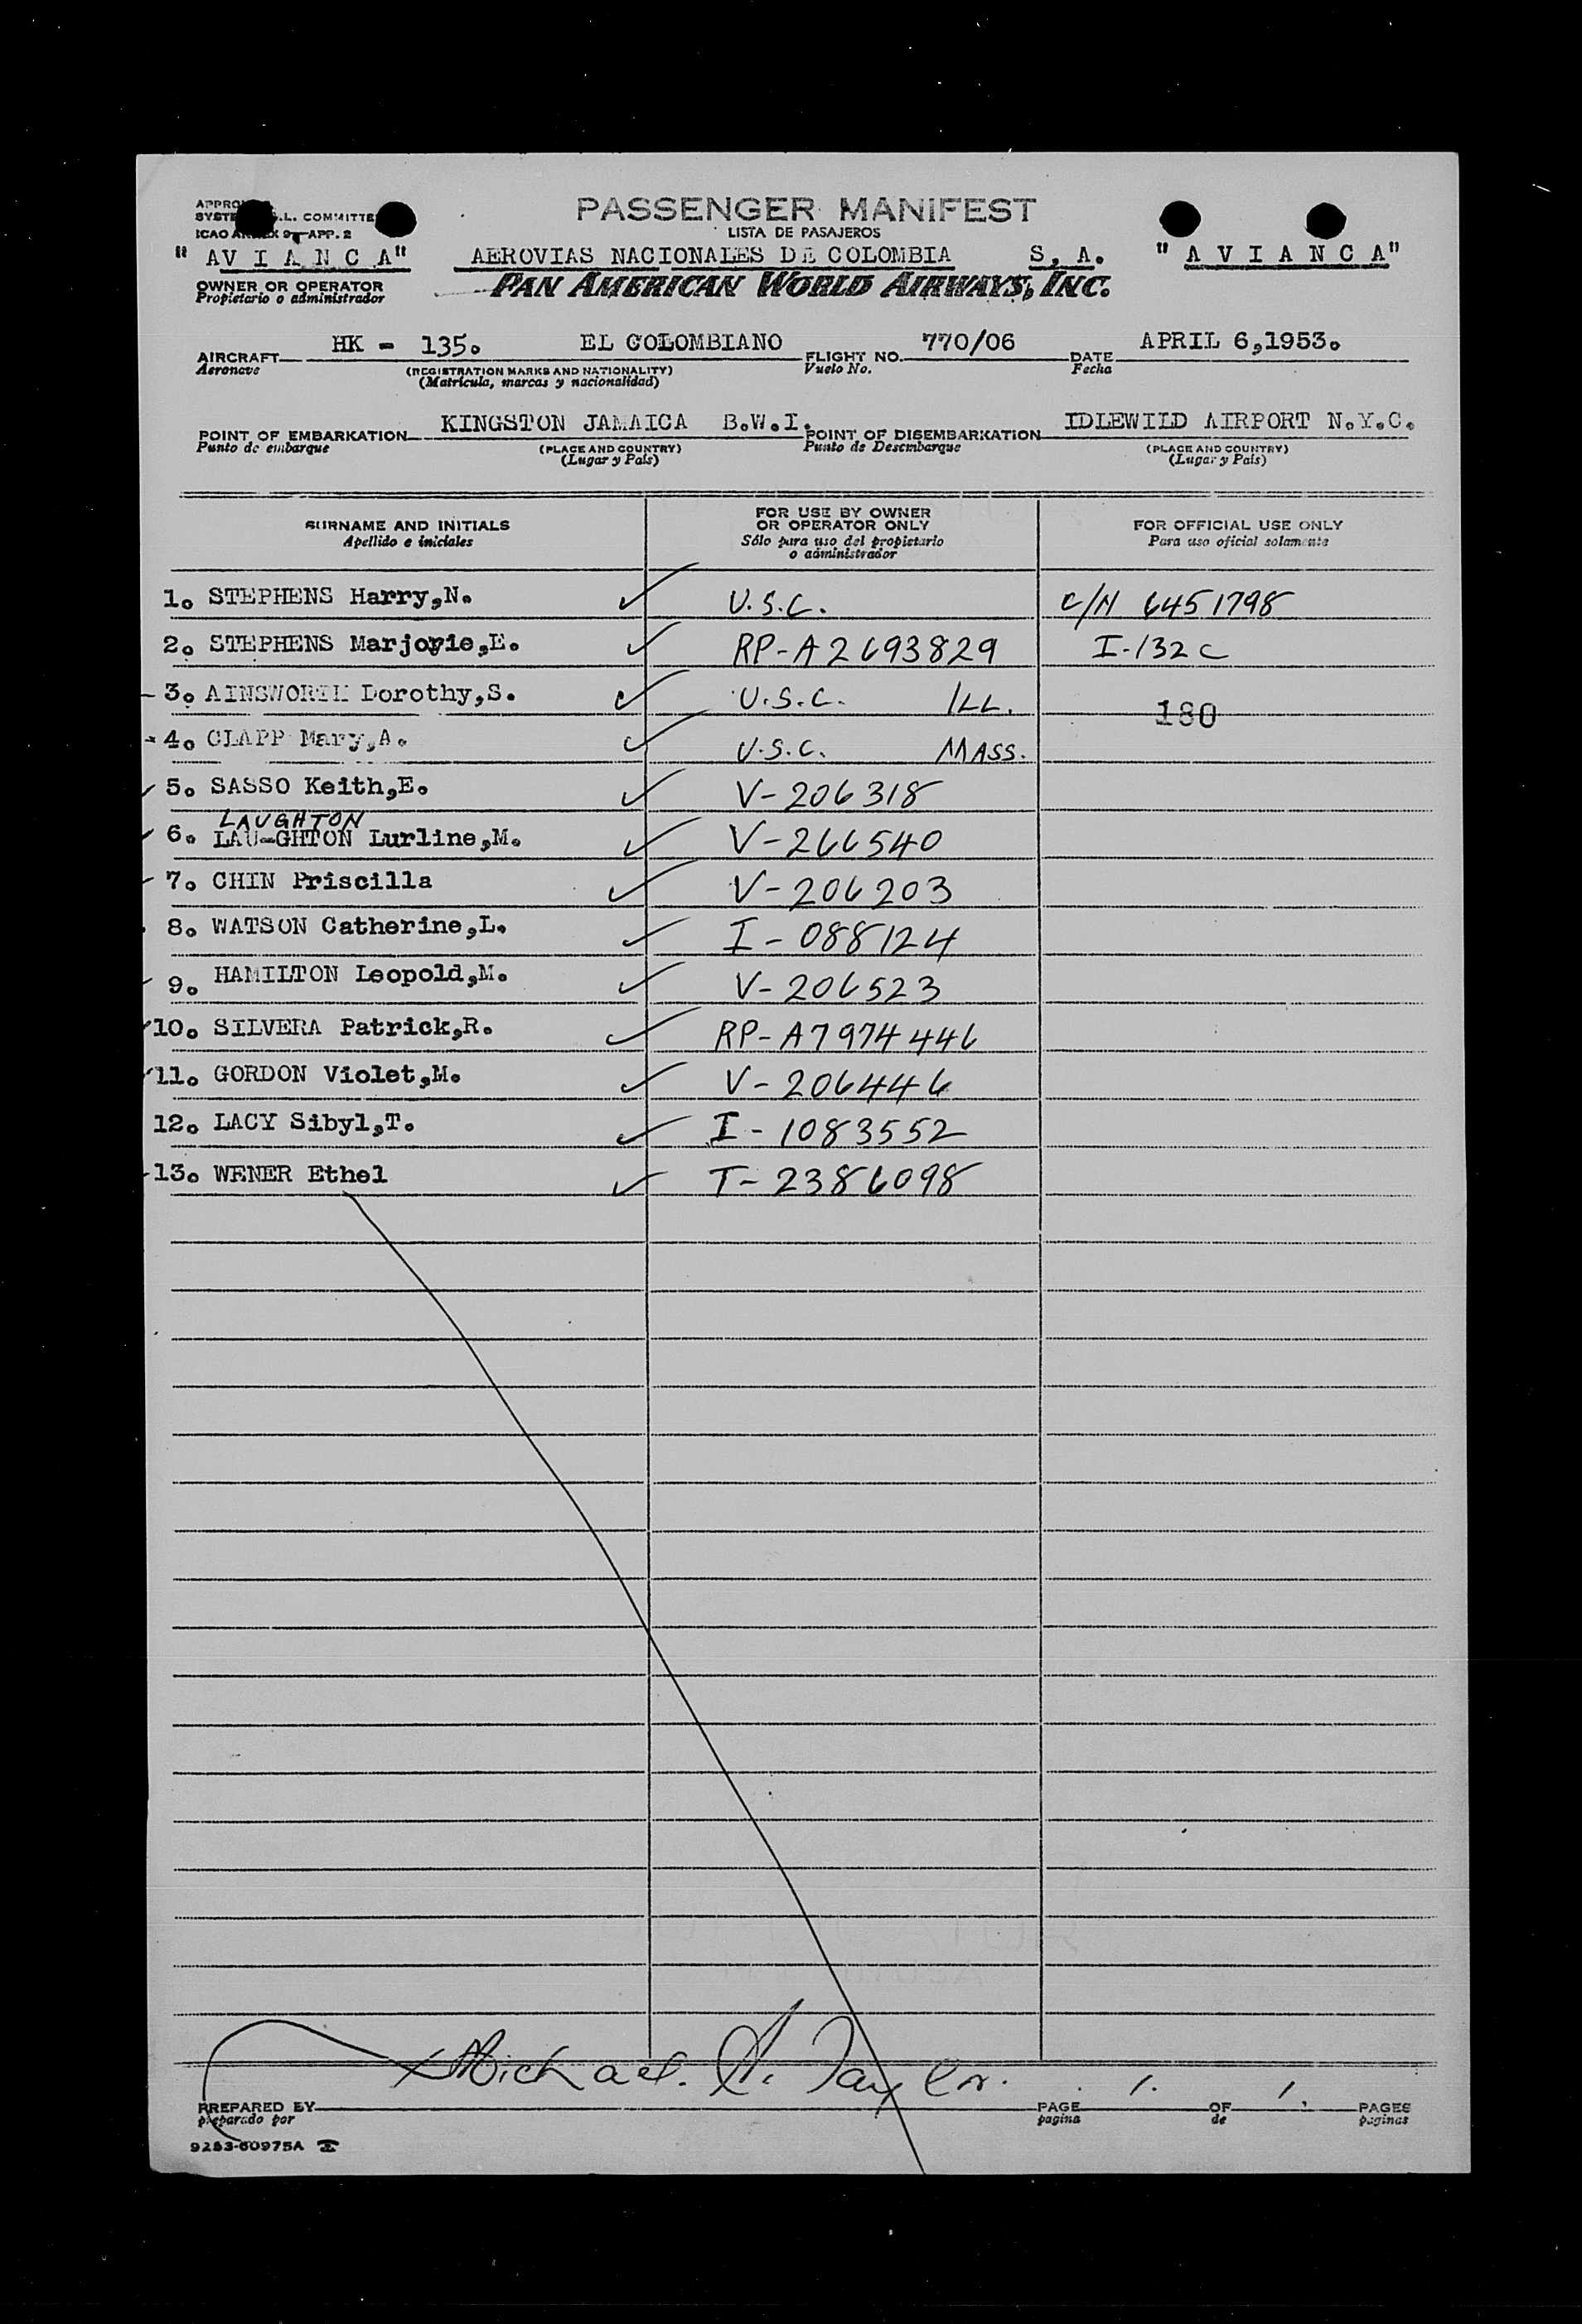 PASSENGER MANIFEST
LISTA DE PASAJEROS
.L. COMMITTEE
ICAO ANNEX 9-APP. 2
"AVIANCA" AEROVIAS NACIONALES DE COLOMBIA S, A. "AVIANCA"
OWNER OR OPERATOR PAN AMERICAN WORLD AIRWAYS, INC.
Propietario o administrador
AIRCRAFT HK - 135. EL COLOMBIANO FLIGHT NO. 770/06 DATE APRIL 6,1953.
Aeronave (REGISTRATION MARKS AND NATIONALITY) Vuelo No. Fecha
(Matrícula, marcas y nacionalidad)
POINT OF EMBARKATION KINGSTON JAMAICA B.W.I. POINT OF DISEMBARKATION IDLEWILD AIRPORT N.Y.C.
Punto de embarque (PLACE AND COUNTRY) Punto de Desembarque (PLACE AND COUNTRY)
(Lugar y País) (Lugar y País)
SURNAME AND INITIALS FOR USE BY OWNER OR OPERATOR ONLY FOR OFFICIAL USE ONLY
Apellido e iniciales Sólo para uso del propietario o administrador Para uso oficial solamente
1. STEPHENS Harry,N. ✓ U.S.C. C/N 6451798
2. STEPHENS Marjorie,E. ✓ RP-A2693829 I-132C
3. AINSWORTH Dorothy,S. ✓ U.S.C. ILL. 180
4. CLAPP Mary,A. ✓ U.S.C. MASS.
5. SASSO Keith,E. ✓ V-206318
LAUGHTON
6. LAU-GHTON Lurline,M. ✓ V-266540
7. CHIN Priscilla ✓ V-206203
8. WATSON Catherine,L. ✓ I-088124
9. HAMILTON Leopold,M. ✓ V-206523
10. SILVERA Patrick,R. ✓ RP-A7974446
11. GORDON Violet,M. ✓ V-206446
12. LACY Sibyl,T. ✓ I-1083552
13. WENER Ethel ✓ T-2386098
Michael. A. Taylor.
PREPARED BY PAGE 1. OF 1. PAGES
preparado por pagina de paginas
9253-60975A